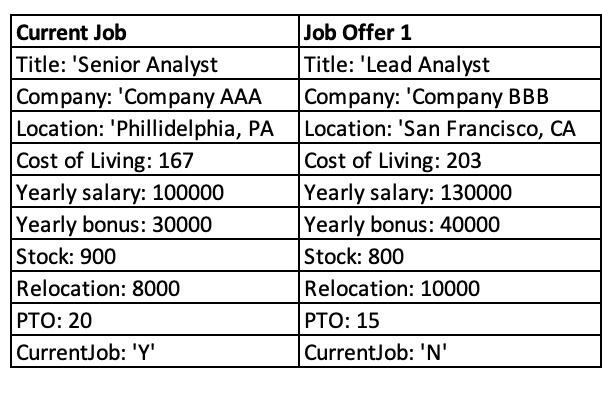 Current Job	Job Offer 1
Title: 'Senior Analyst	Title: 'Lead Analyst
Company: 'Company AAA	Company: 'Company BBB
Location: 'Phillidelphia, PA	Location: 'San Francisco, CA
Cost of Living: 167	Cost of Living: 203
Yearly salary: 100000	Yearly salary: 130000
Yearly bonus: 30000	Yearly bonus: 40000
Stock: 900	Stock: 800
Relocation: 8000	Relocation: 10000
PTO: 20	PTO: 15
CurrentJob: 'Y'	CurrentJob: 'N'